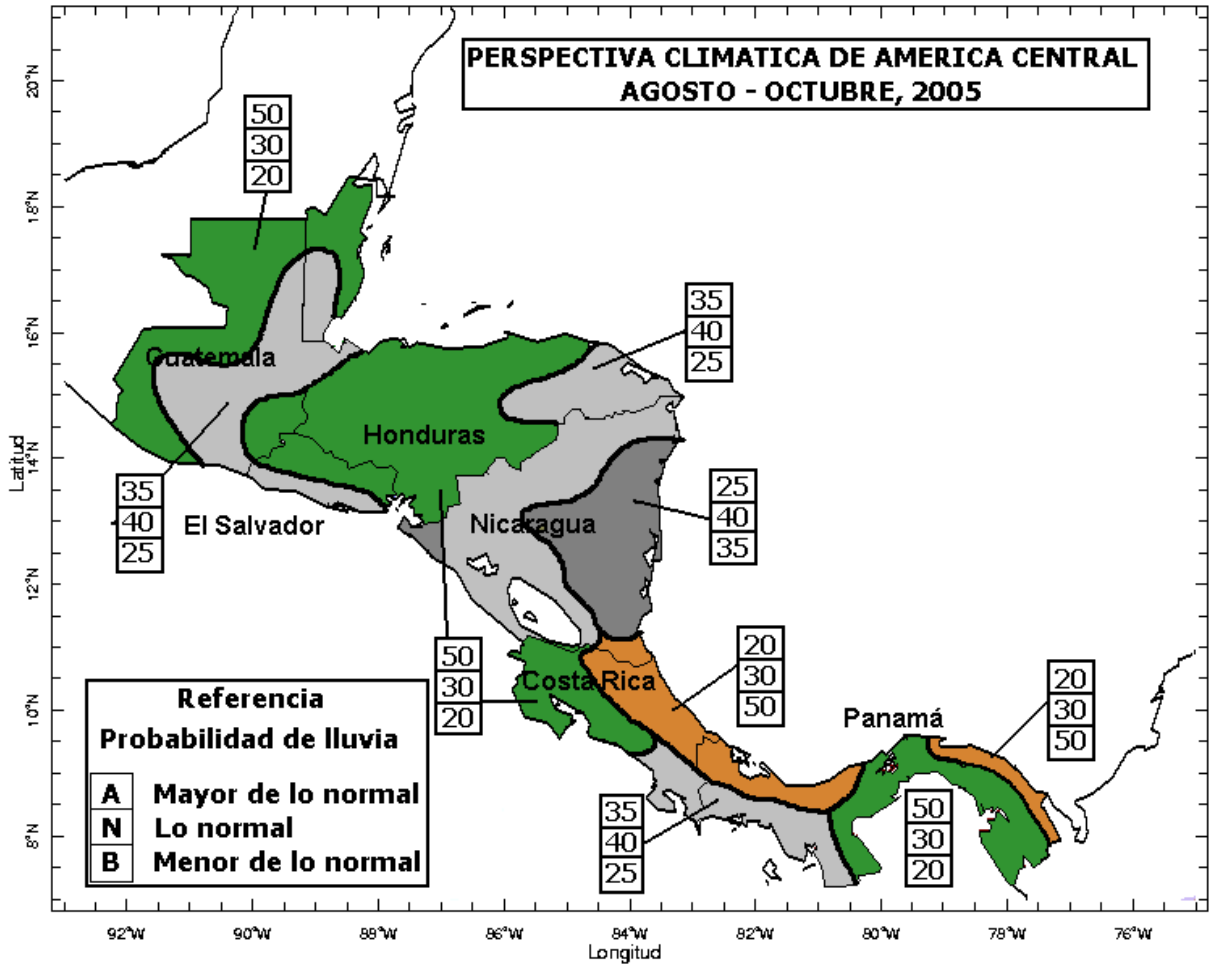 PERSPECTIVA CLIMATICA DE AMERICA CENTRAL
AGOSTO - OCTUBRE, 2005
50
30
20
35
40
25
Guatemala
Honduras
35
40
25
El Salvador
Nicaragua
25
40
35
50
30
20
Costa Rica
20
30
50
Panamá
20
30
50
35
40
25
50
30
20
Referencia
Probabilidad de lluvia
A Mayor de lo normal
N Lo normal
B Menor de lo normal
Latitud
20°N
18°N
16°N
14°N
12°N
10°N
8°N
92°W 90°W 88°W 86°W 84°W 82°W 80°W 78°W 76°W
Longitud